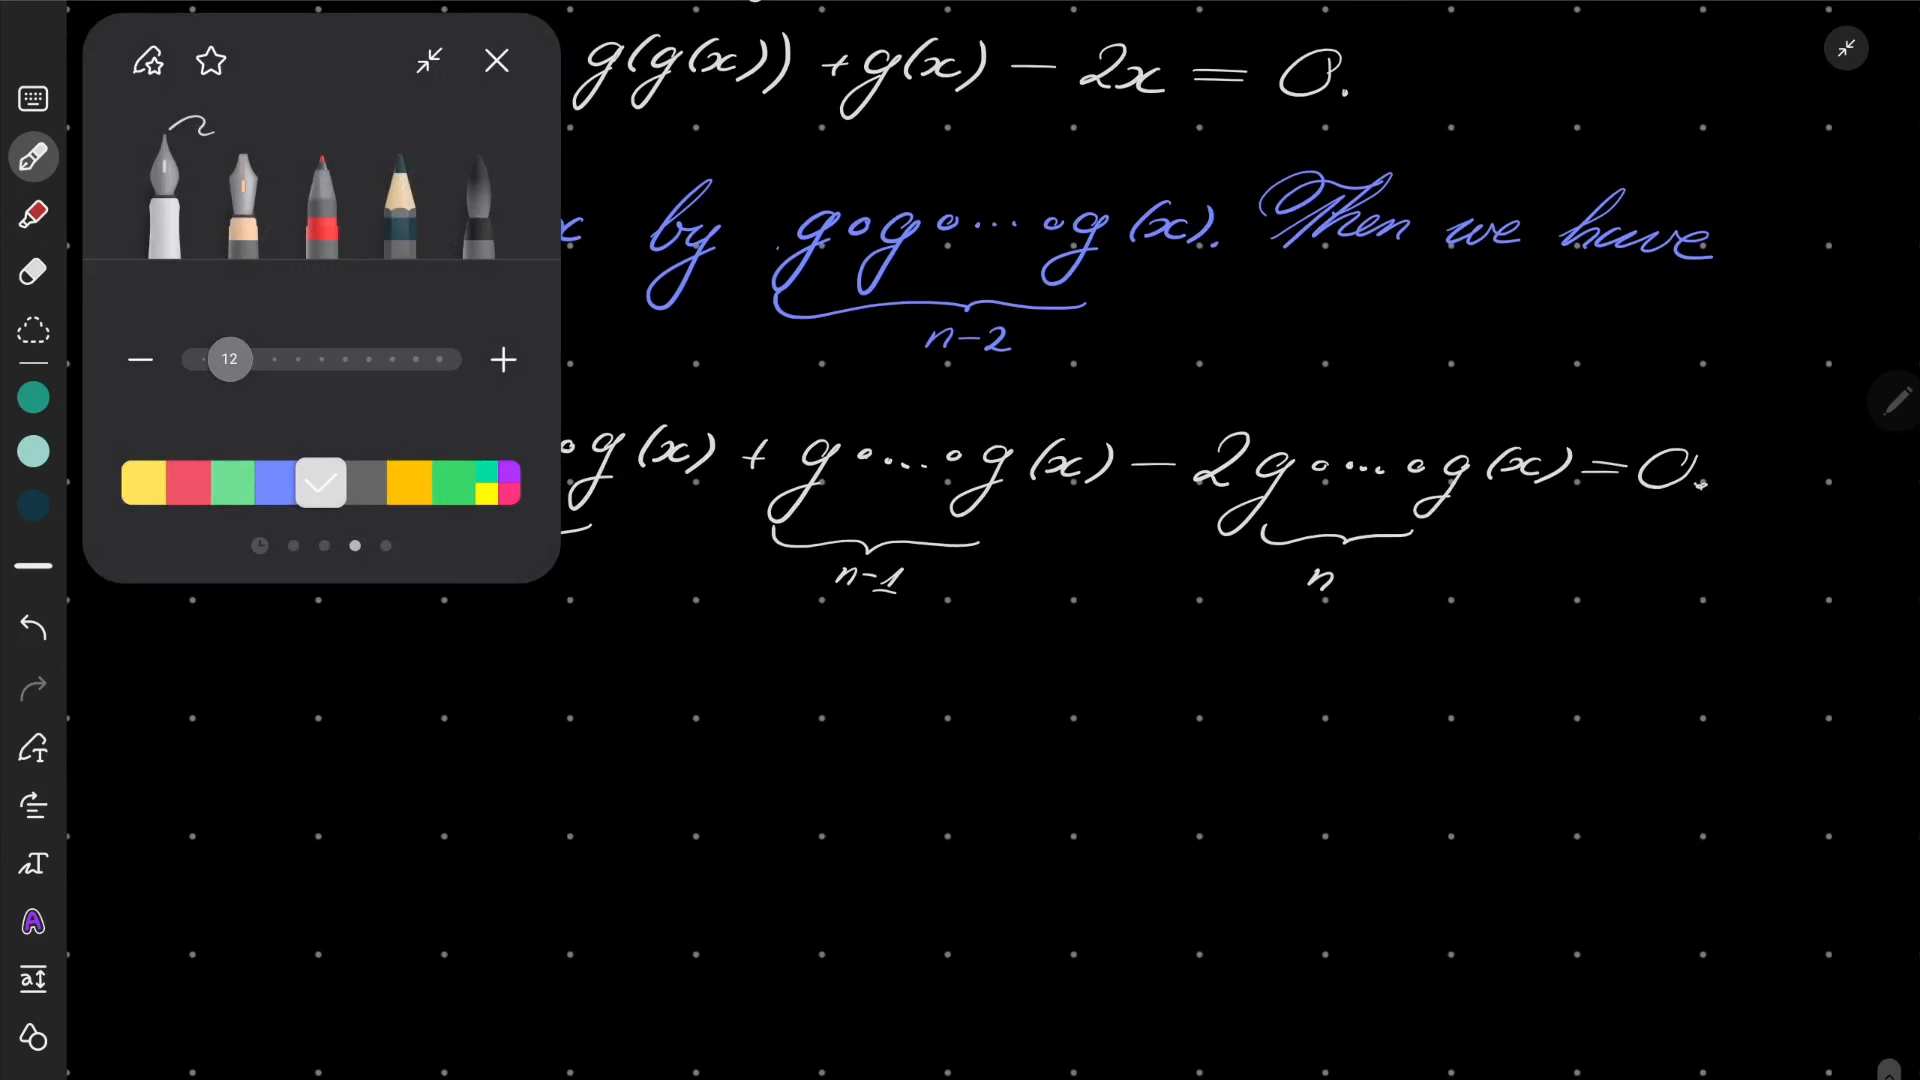 g(g(x)) + g(x) - 2x = 0.
12
x by g∘g∘...∘g (x). Then we have
n-2
∘g (x) + g∘...∘g (x) - 2g∘...∘g (x) = 0.
n-1 n